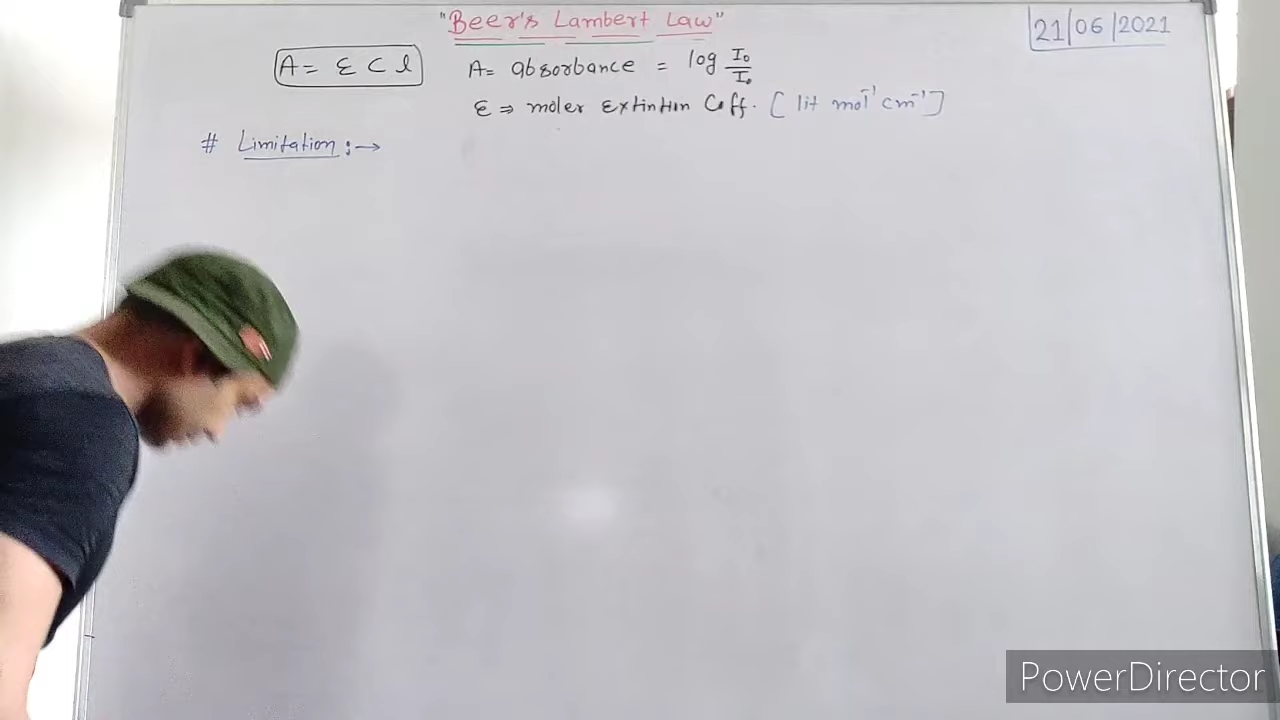 "Beer's Lambert Law"
21/06/2021
A = ε C l
A = absorbance = log I₀/I₀
ε ⇒ moler Extintion Coff. [lit mol⁻¹ cm⁻¹]
# Limitation :→
PowerDirector